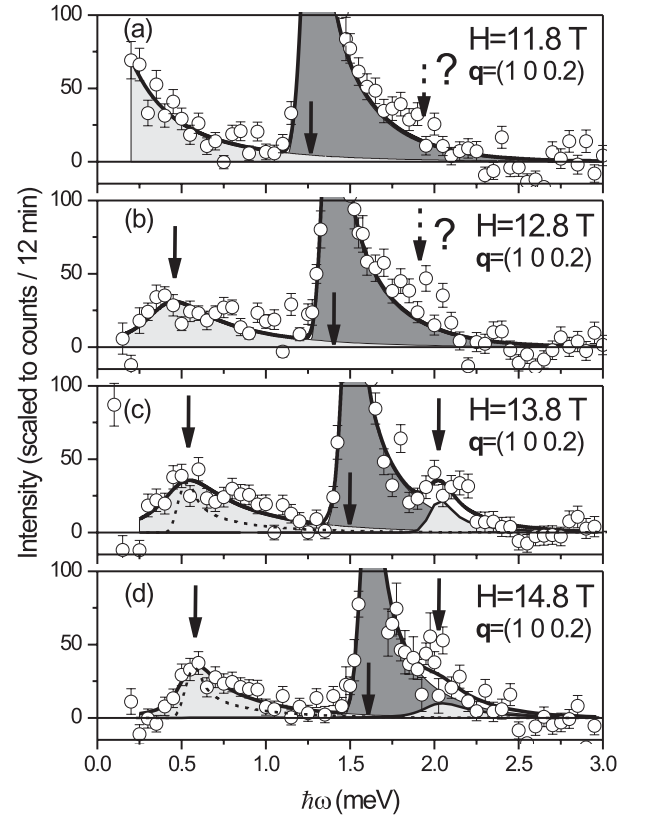 100
(a)
H=11.8 T
?
q=(1 0 0.2)
50
0
100
(b)
H=12.8 T
?
q=(1 0 0.2)
50
0
100
(c)
H=13.8 T
q=(1 0 0.2)
50
0
100
(d)
H=14.8 T
q=(1 0 0.2)
50
0
0.0 0.5 1.0 1.5 2.0 2.5 3.0
ħω (meV)
Intensity (scaled to counts / 12 min)